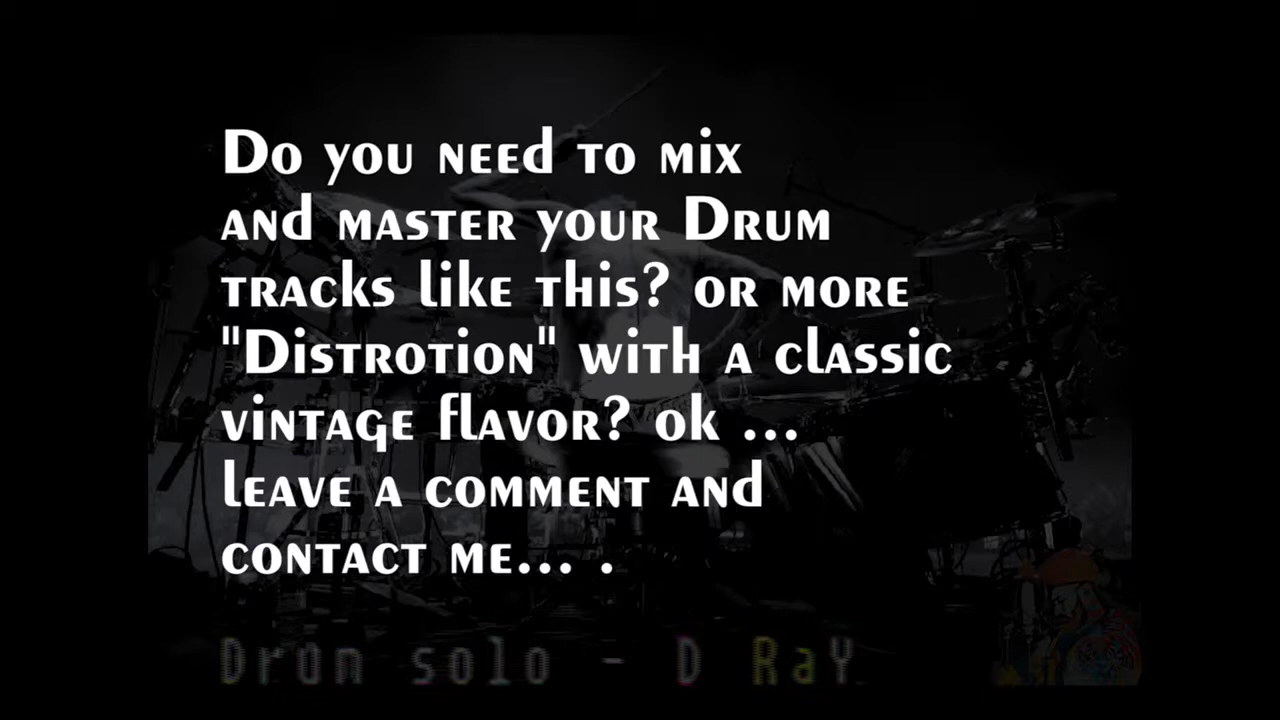 Do you need to mix
and master your Drum
tracks like this? or more
"Distrotion" with a classic
vintage flavor? ok ...
leave a comment and
contact me... .
Drum solo - D RaY